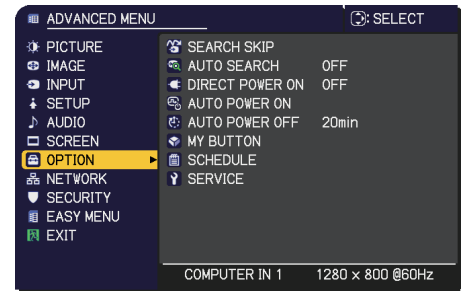 ADVANCED MENU : SELECT
PICTURE
IMAGE
INPUT
SETUP
AUDIO
SCREEN
OPTION
NETWORK
SECURITY
EASY MENU
EXIT
SEARCH SKIP
AUTO SEARCH OFF
DIRECT POWER ON OFF
AUTO POWER ON
AUTO POWER OFF 20min
MY BUTTON
SCHEDULE
SERVICE
COMPUTER IN 1 1280 x 800 @60Hz